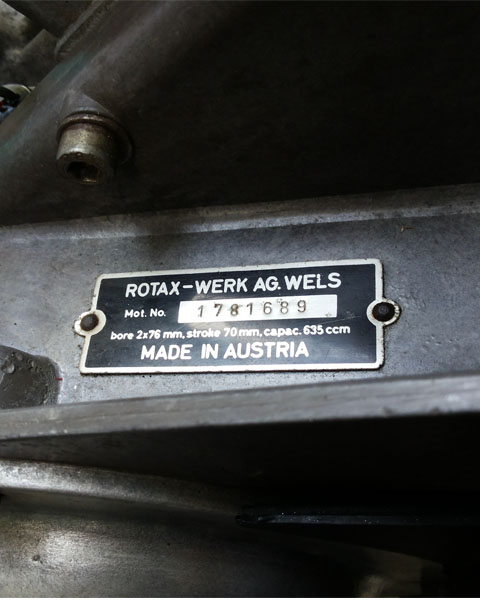 ROTAX-WERK AG. WELS
Mot. No. 1781689
bore 2x76 mm, stroke 70 mm, capac. 635 ccm
MADE IN AUSTRIA